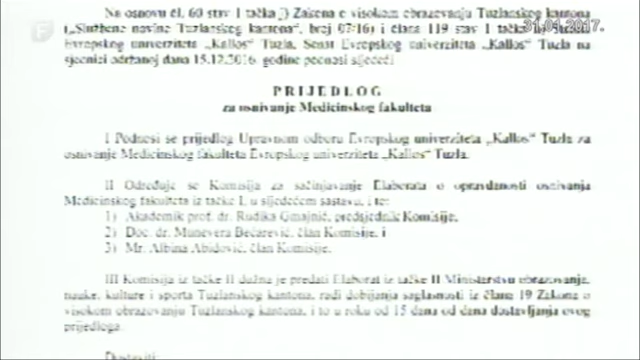 Na osnovu čl. 60 stav 1 tačka j) Zakona o visokom obrazovanju Tuzlanskog kantona
31.04.2017.
(„Službene novine Tuzlanskog kantona“, broj 07/16) i člana 119 stav 1 tačka
Evropskog univerziteta „Kallos“ Tuzla, Senat Evropskog univerziteta „Kallos“ Tuzla na
sjednici održanoj dana 15.12.2016. godine podnosi sljedeći
P R I J E D L O G
za osnivanje Medicinskog fakulteta
I Podnosi se prijedlog Upravnom odboru Evropskog univerziteta „Kallos“ Tuzla za
osnivanje Medicinskog fakulteta Evropskog univerziteta „Kallos“ Tuzla.
II Određuje se Komisija za sačinjavanje Elaborata o opravdanosti osnivanja
Medicinskog fakulteta iz tačke I. u sljedećem sastavu, i to:
1) Akademik prof. dr. Rudika Gmajnić, predsjednik Komisije,
2) Doc. dr. Munevera Bećarević, član Komisije, i
3) Mr. Albina Abidović, član Komisije.
III Komisija iz tačke II dužna je predati Elaborat iz tačke II Ministarstvu obrazovanja,
nauke, kulture i sporta Tuzlanskog kantona, radi dobijanja saglasnosti iz člana 19 Zakona o
visokom obrazovanju Tuzlanskog kantona, i to u roku od 15 dana od dana dostavljanja ovog
prijedloga.
Dostaviti: